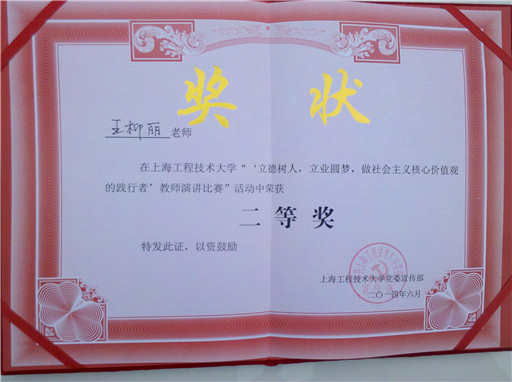 奖 状
王柳丽 老师
在上海工程技术大学“‘立德树人，立业圆梦，做社会主义核心价值观
的践行者’教师演讲比赛”活动中荣获
二等奖
特发此证，以资鼓励
上海工程技术大学党委宣传部
二〇一四年六月